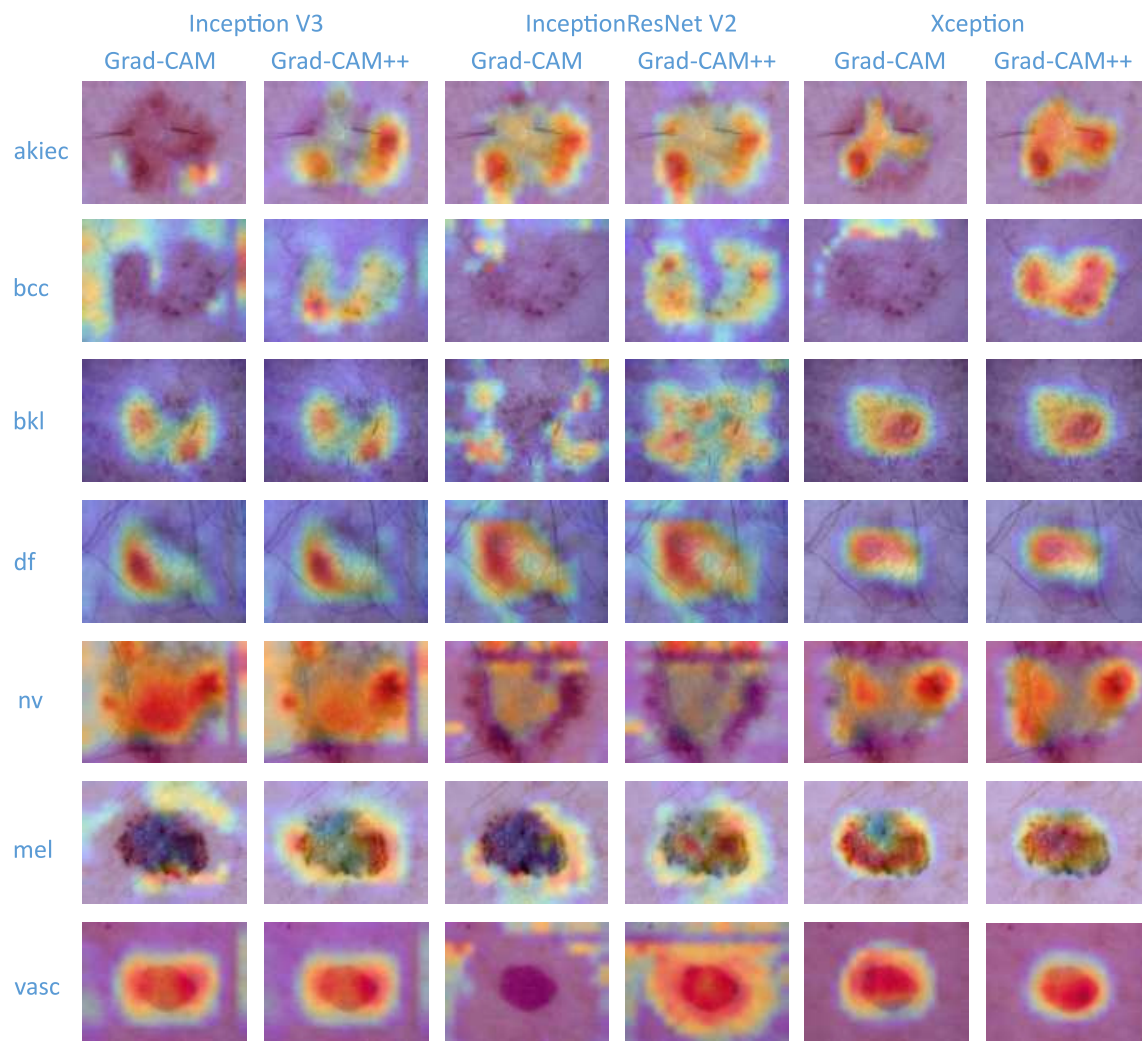 Inception V3 InceptionResNet V2 Xception
Grad-CAM Grad-CAM++ Grad-CAM Grad-CAM++ Grad-CAM Grad-CAM++
akiec
bcc
bkl
df
nv
mel
vasc